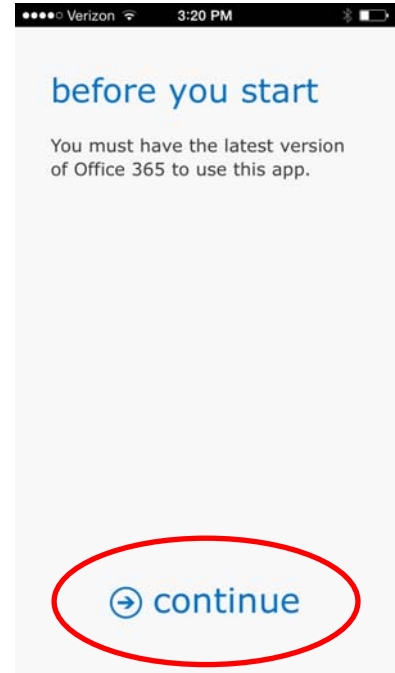 Verizon 3:20 PM
before you start
You must have the latest version
of Office 365 to use this app.
continue